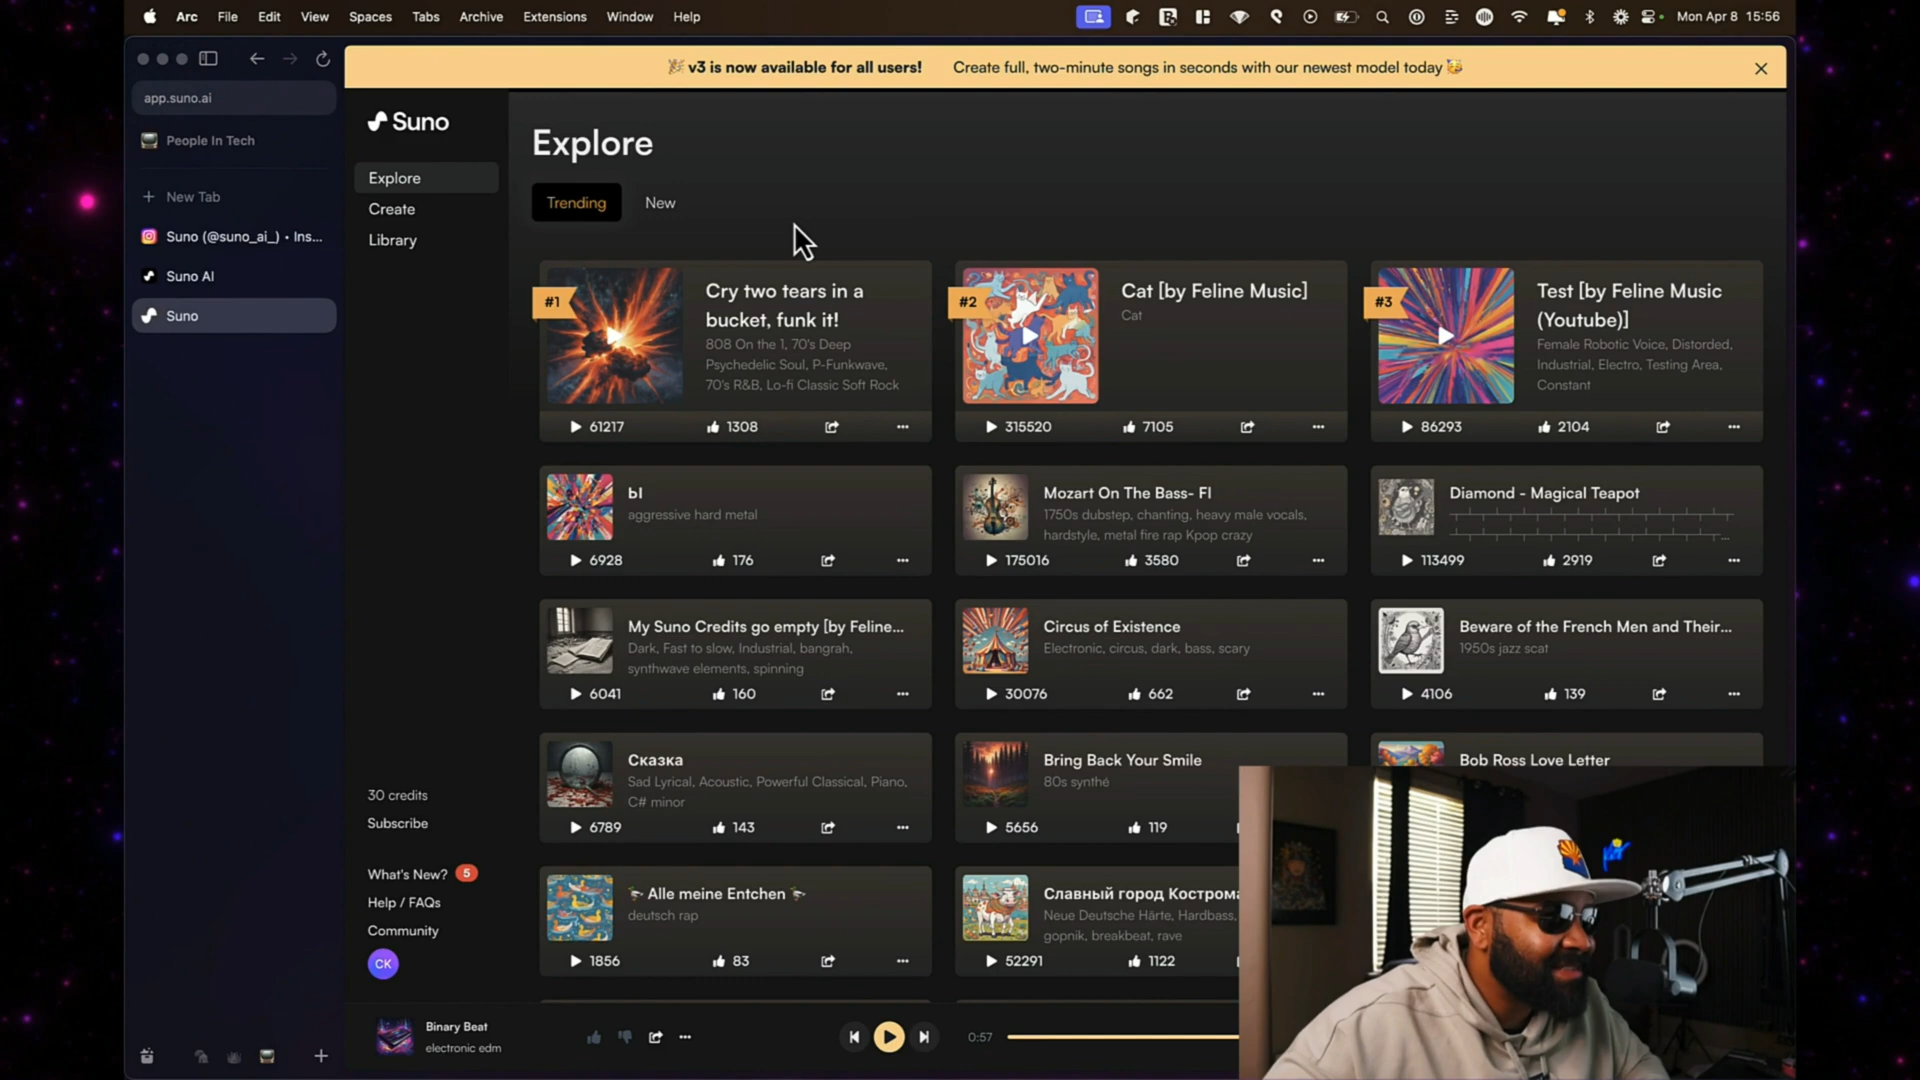 Arc File Edit View Spaces Tabs Archive Extensions Window Help
Mon Apr 8 15:56
🎉 v3 is now available for all users! Create full, two-minute songs in seconds with our newest model today 🥳
app.suno.ai
People In Tech
+ New Tab
Suno (@suno_ai_) • Ins...
Suno AI
Suno
Suno
Explore
Create
Library
30 credits
Subscribe
What's New? 5
Help / FAQs
Community
CK
Explore
Trending New
#1
Cry two tears in a
bucket, funk it!
808 On the 1, 70's Deep
Psychedelic Soul, P-Funkwave,
70's R&B, Lo-fi Classic Soft Rock
61217 1308
#2
Cat [by Feline Music]
Cat
315520 7105
#3
Test [by Feline Music
(Youtube)]
Female Robotic Voice, Distorted,
Industrial, Electro, Testing Area,
Constant
86293 2104
Ы
aggressive hard metal
6928 176
Mozart On The Bass- FI
1750s dubstep, chanting, heavy male vocals,
hardstyle, metal fire rap Kpop crazy
175016 3580
Diamond - Magical Teapot
113499 2919
My Suno Credits go empty [by Feline...
Dark, Fast to slow, Industrial, bangrah,
synthwave elements, spinning
6041 160
Circus of Existence
Electronic, circus, dark, bass, scary
30076 662
Beware of the French Men and Their...
1950s jazz scat
4106 139
Сказка
Sad Lyrical, Acoustic, Powerful Classical, Piano,
C# minor
6789 143
Bring Back Your Smile
80s synthé
5656 119
Bob Ross Love Letter
🦆 Alle meine Entchen 🦆
deutsch rap
1856 83
Славный город Кострома
Neue Deutsche Härte, Hardbass,
gopnik, breakbeat, rave
52291 1122
Binary Beat
electronic edm
0:57